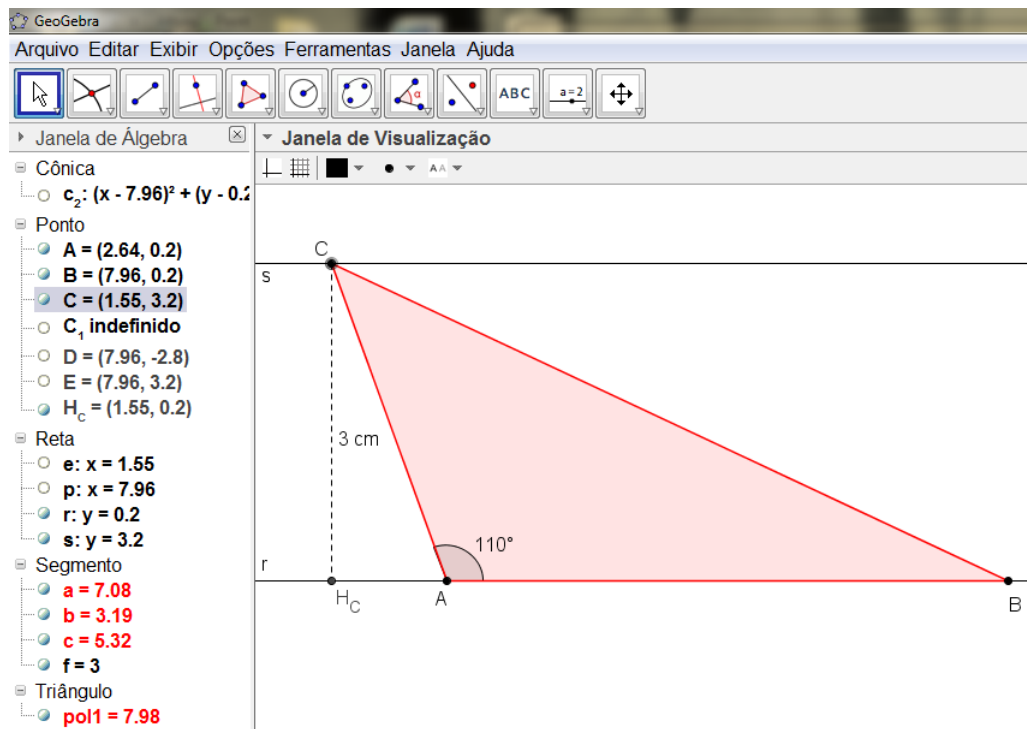 GeoGebra
Arquivo Editar Exibir Opções Ferramentas Janela Ajuda
α
ABC
a=2
Janela de Álgebra
Janela de Visualização
AA
Cônica
c₂: (x - 7.96)² + (y - 0.2
Ponto
A = (2.64, 0.2)
B = (7.96, 0.2)
C = (1.55, 3.2)
C₁ indefinido
D = (7.96, -2.8)
E = (7.96, 3.2)
H_C = (1.55, 0.2)
Reta
e: x = 1.55
p: x = 7.96
r: y = 0.2
s: y = 3.2
Segmento
a = 7.08
b = 3.19
c = 5.32
f = 3
Triângulo
pol1 = 7.98
C
s
3 cm
110°
r
H_C
A
B